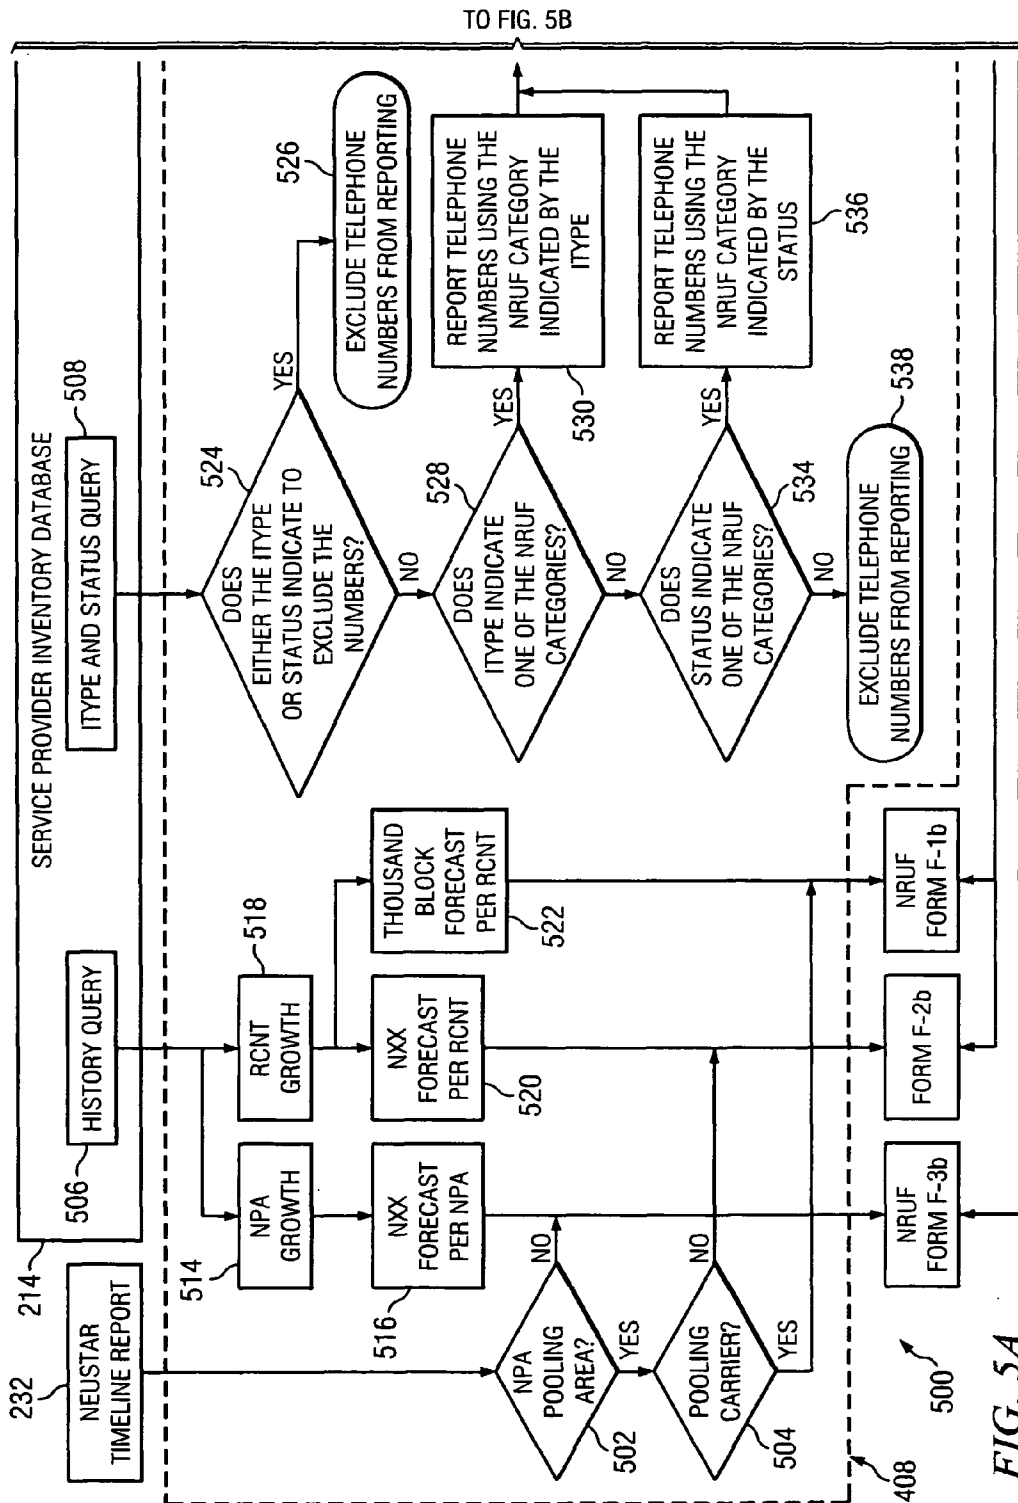 TO FIG. 5B
SERVICE PROVIDER INVENTORY DATABASE
232
NEUSTAR
TIMELINE REPORT
214
506
HISTORY QUERY
508
ITYPE AND STATUS QUERY
514
NPA
GROWTH
518
RCNT
GROWTH
516
NXX
FORECAST
PER NPA
520
NXX
FORECAST
PER RCNT
522
THOUSAND
BLOCK
FORECAST
PER RCNT
502
NPA
POOLING
AREA?
NO
YES
504
POOLING
CARRIER?
NO
YES
524
DOES
EITHER THE ITYPE
OR STATUS INDICATE TO
EXCLUDE THE
NUMBERS?
YES
NO
526
EXCLUDE TELEPHONE
NUMBERS FROM REPORTING
528
DOES
ITYPE INDICATE
ONE OF THE NRUF
CATEGORIES?
YES
NO
530
REPORT TELEPHONE
NUMBERS USING THE
NRUF CATEGORY
INDICATED BY THE
ITYPE
534
DOES
STATUS INDICATE
ONE OF THE NRUF
CATEGORIES?
YES
NO
536
REPORT TELEPHONE
NUMBERS USING THE
NRUF CATEGORY
INDICATED BY THE
STATUS
538
EXCLUDE TELEPHONE
NUMBERS FROM REPORTING
408
NRUF
FORM F-3b
FORM F-2b
NRUF
FORM F-1b
500
FIG. 5A